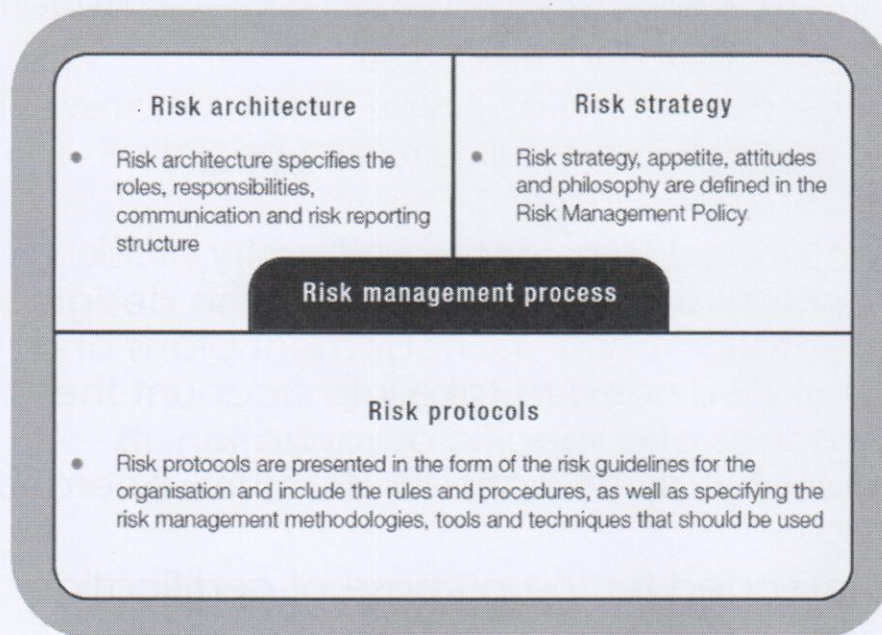 Risk architecture
• Risk architecture specifies the
roles, responsibilities,
communication and risk reporting
structure
Risk strategy
• Risk strategy, appetite, attitudes
and philosophy are defined in the
Risk Management Policy
Risk management process
Risk protocols
• Risk protocols are presented in the form of the risk guidelines for the
organisation and include the rules and procedures, as well as specifying the
risk management methodologies, tools and techniques that should be used